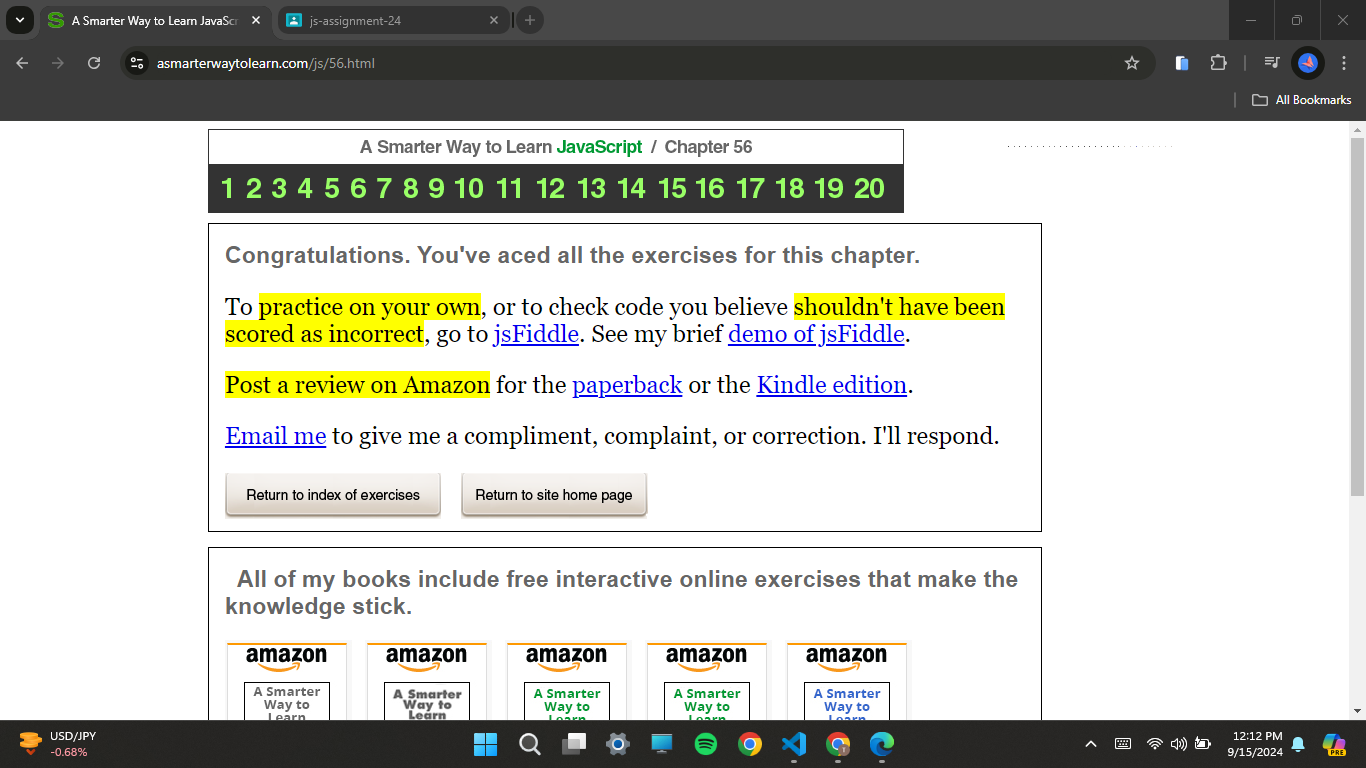 A Smarter Way to Learn JavaScr
js-assignment-24
asmarterwaytolearn.com/js/56.html
All Bookmarks
A Smarter Way to Learn JavaScript / Chapter 56
1 2 3 4 5 6 7 8 9 10 11 12 13 14 15 16 17 18 19 20
Congratulations. You've aced all the exercises for this chapter.
To practice on your own, or to check code you believe shouldn't have been
scored as incorrect, go to jsFiddle. See my brief demo of jsFiddle.
Post a review on Amazon for the paperback or the Kindle edition.
Email me to give me a compliment, complaint, or correction. I'll respond.
Return to index of exercises
Return to site home page
All of my books include free interactive online exercises that make the
knowledge stick.
amazon amazon amazon amazon amazon
A Smarter A Smarter A Smarter A Smarter A Smarter
Way to Way to Way to Way to Way to
Learn Learn Learn Learn Learn
USD/JPY
-0.68%
12:12 PM
9/15/2024
PRE